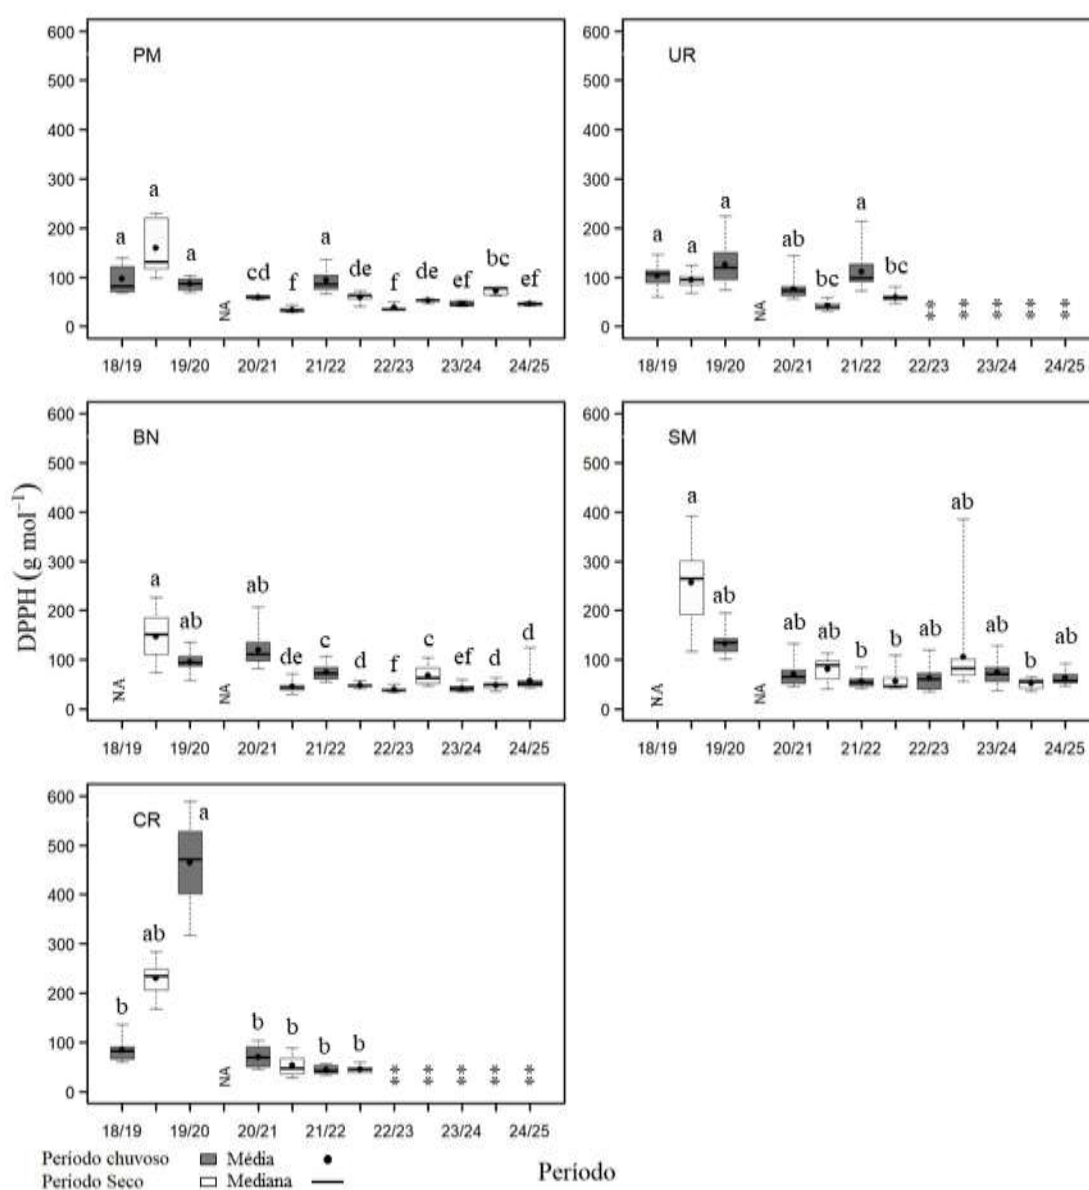 DPPH (g mol⁻¹)
PM
600
500
400
300
200
100
0
a
a
a
NA
cd
f
a
de
f
de
ef
bc
ef
18/19 19/20 20/21 21/22 22/23 23/24 24/25
UR
600
500
400
300
200
100
0
a
a
a
NA
ab
bc
a
bc
** ** ** ** **
18/19 19/20 20/21 21/22 22/23 23/24 24/25
BN
600
500
400
300
200
100
0
NA
a
ab
NA
ab
de
c
d
f
c
ef
d
d
18/19 19/20 20/21 21/22 22/23 23/24 24/25
SM
600
500
400
300
200
100
0
NA
a
ab
NA
ab
ab
b
b
ab
ab
ab
b
ab
18/19 19/20 20/21 21/22 22/23 23/24 24/25
CR
600
500
400
300
200
100
0
b
ab
a
NA
b
b
b
b
** ** ** ** **
18/19 19/20 20/21 21/22 22/23 23/24 24/25
Período chuvoso Média
Período Seco Mediana
Período